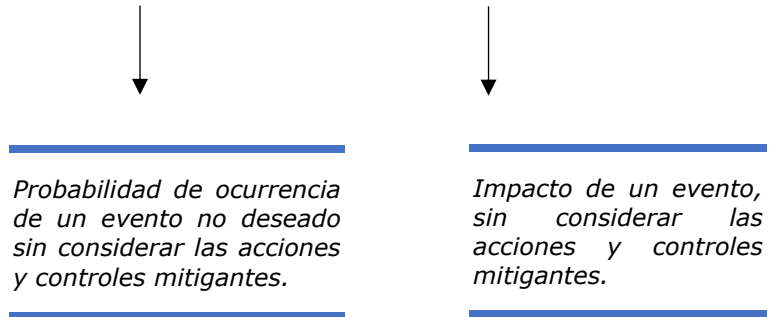 Probabilidad de ocurrencia
de un evento no deseado
sin considerar las acciones
y controles mitigantes.
Impacto de un evento,
sin considerar las
acciones y controles
mitigantes.